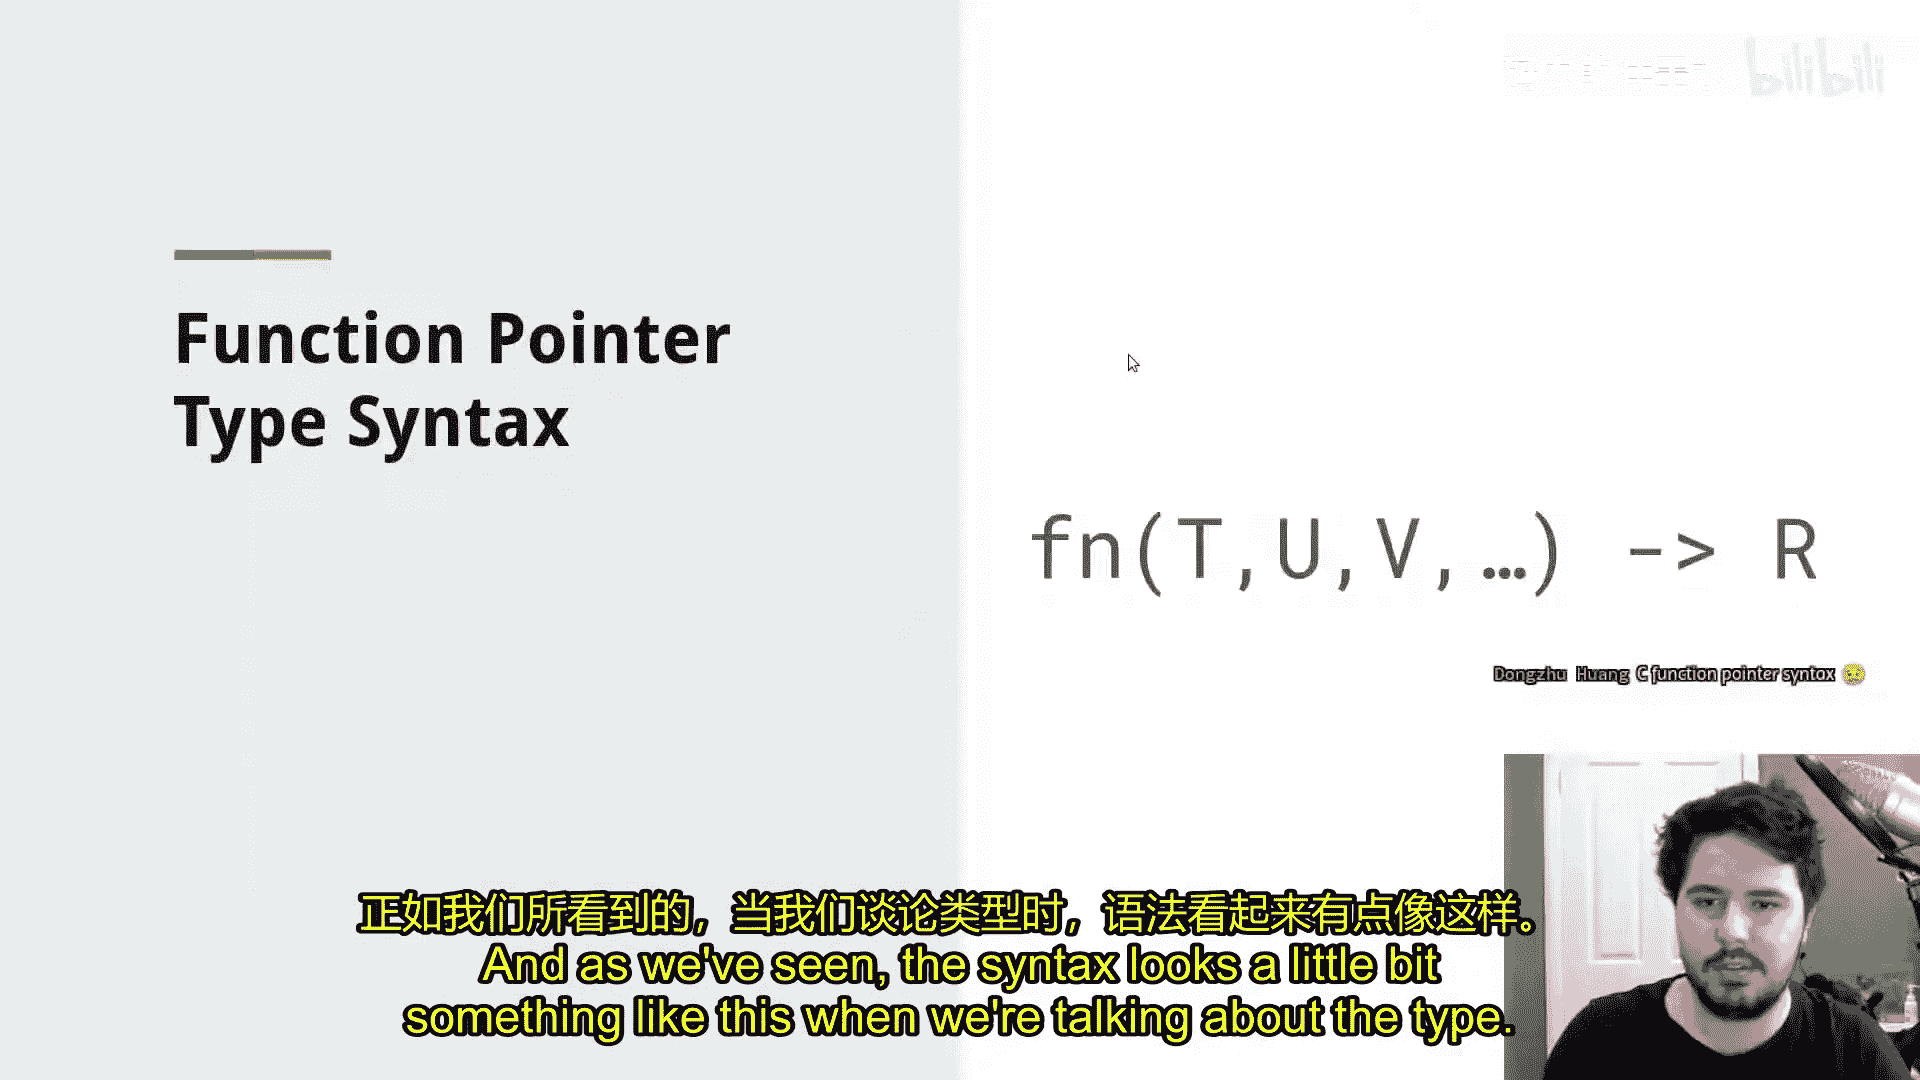 bilibili
Function Pointer
Type Syntax
fn(T,U,V,…) -> R
Dongzhu Huang C function pointer syntax
正如我们所看到的，当我们谈论类型时，语法看起来有点像这样。
And as we've seen, the syntax looks a little bit
something like this when we're talking about the type.